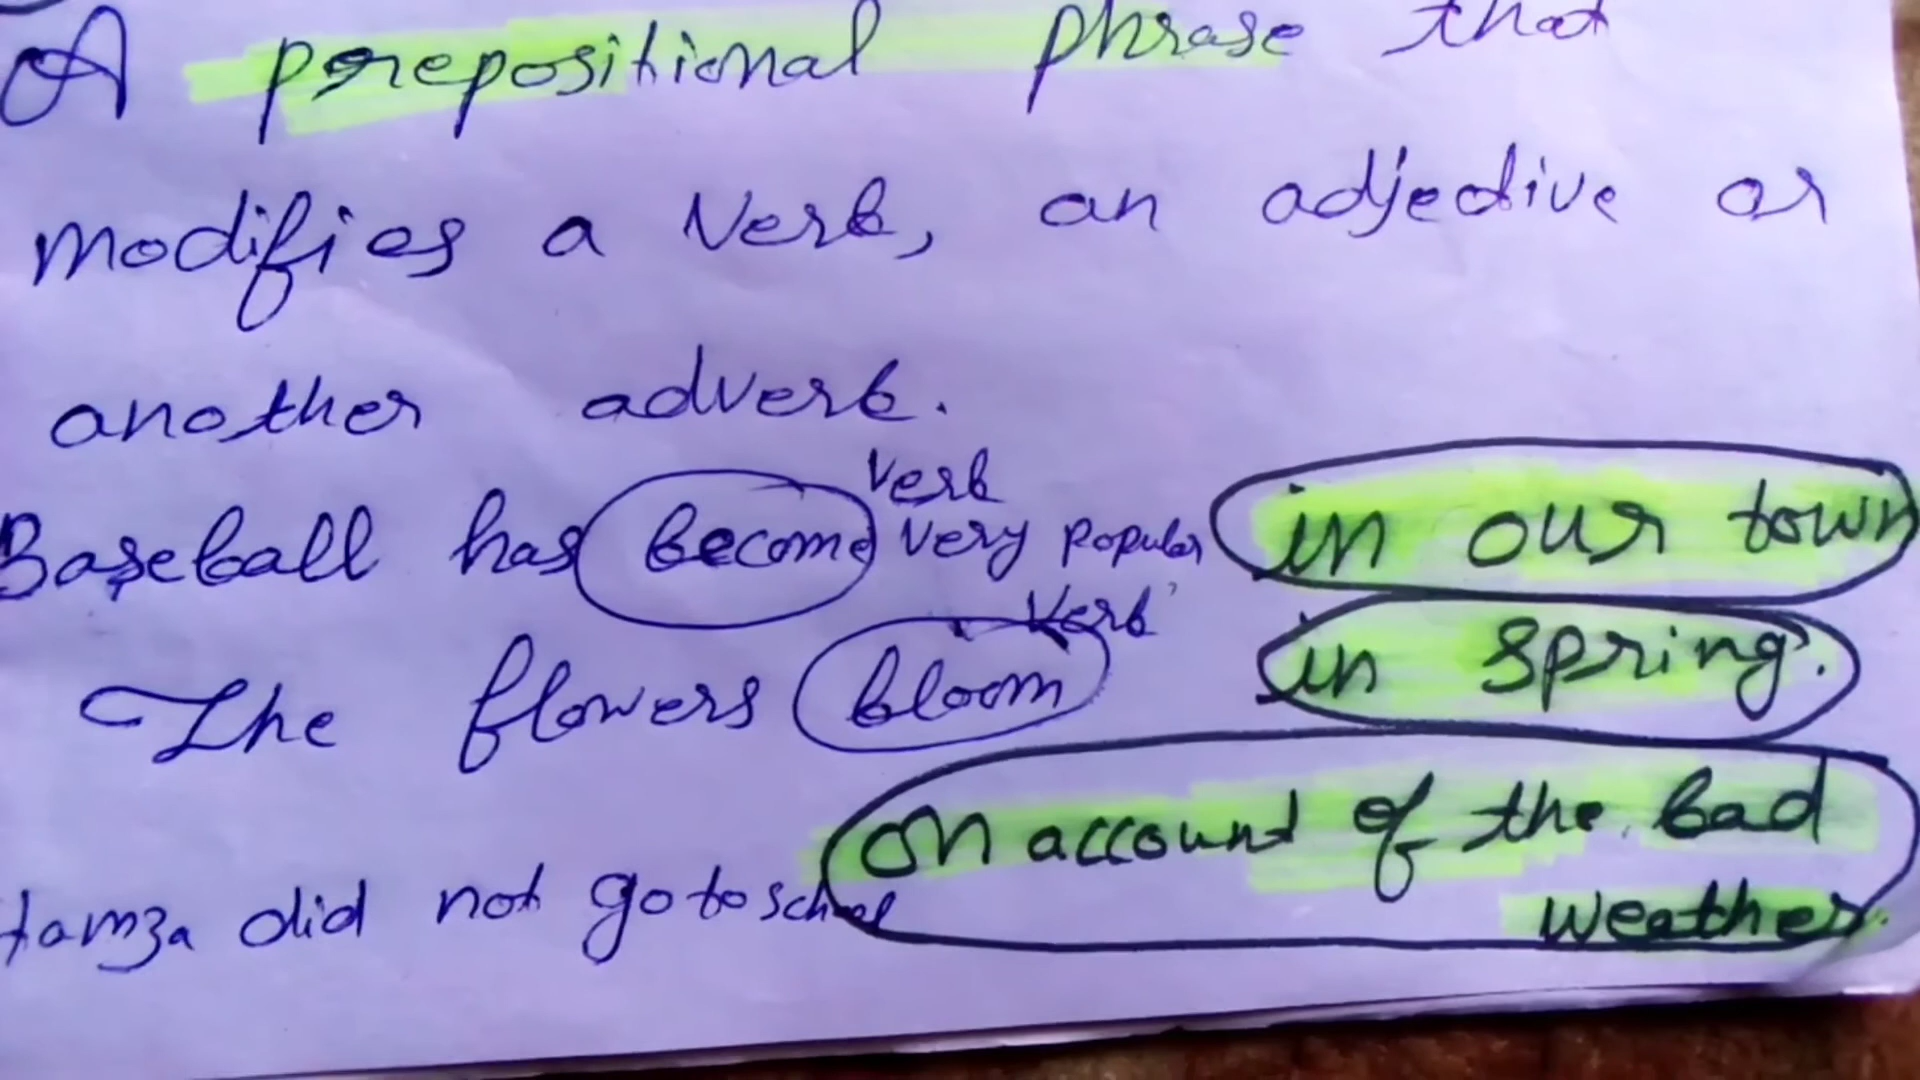 A prepositional phrase that
modifies a Verb, an adjective or
another adverb.
Verb
Baseball has become very popular in our town
Verb
The flowers bloom in spring.
on account of the bad
Hamza did not go to school weather.